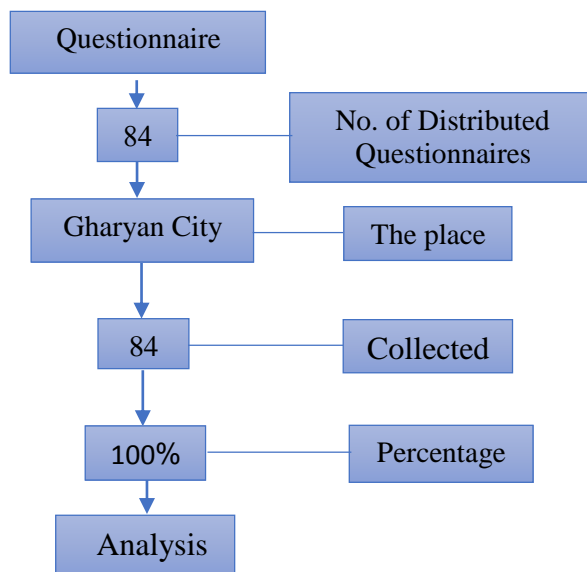 Questionnaire
84
No. of Distributed
Questionnaires
Gharyan City
The place
84
Collected
100%
Percentage
Analysis